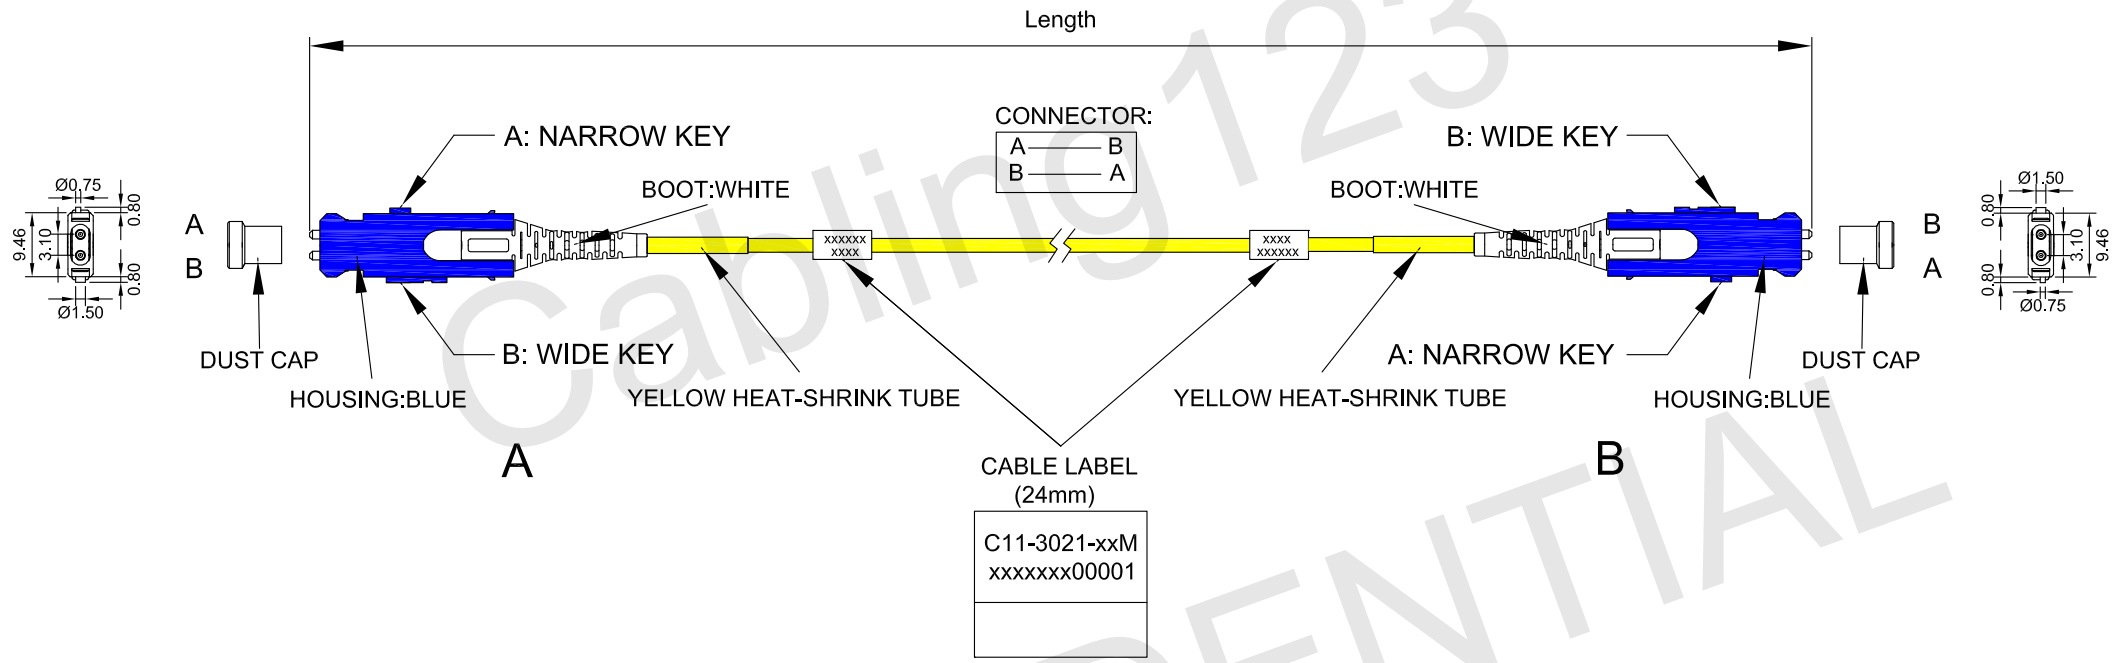 Length
CONNECTOR:
A B
B A
A: NARROW KEY
B: WIDE KEY
BOOT:WHITE
BOOT:WHITE
Ø0.75
0.80
9.46
3.10
0.80
Ø1.50
A
B
xxxxxx
xxxx
xxxx
xxxxxx
B
A
Ø1.50
0.80
3.10
9.46
0.80
Ø0.75
DUST CAP
B: WIDE KEY
A: NARROW KEY
DUST CAP
HOUSING:BLUE
YELLOW HEAT-SHRINK TUBE
YELLOW HEAT-SHRINK TUBE
HOUSING:BLUE
A
B
CABLE LABEL
(24mm)
C11-3021-xxM
xxxxxxx00001
Cabling123
ENTIAL